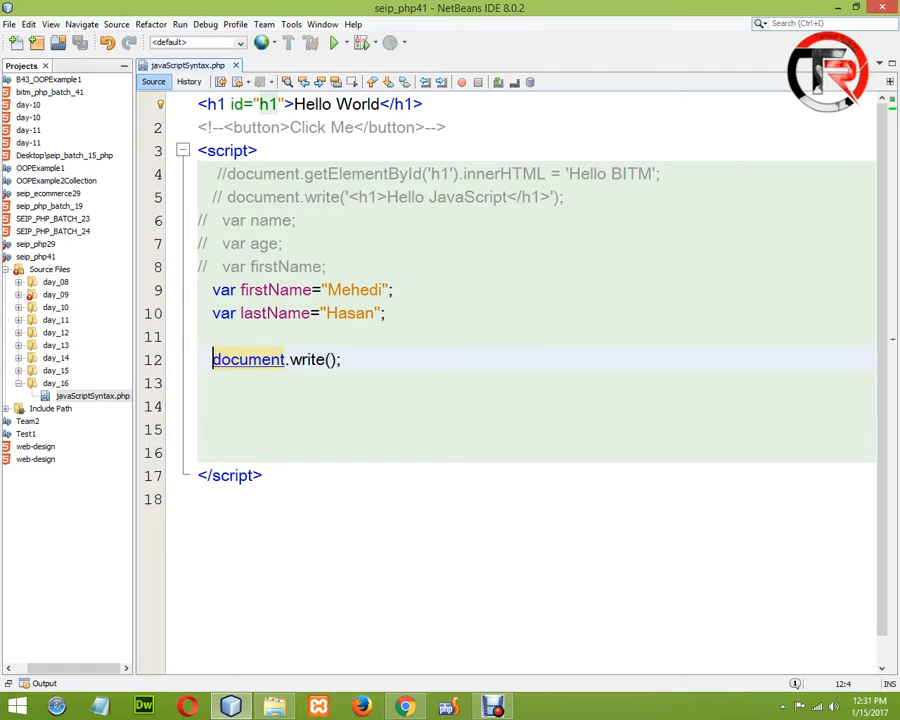 seip_php41 - NetBeans IDE 8.0.2
File Edit View Navigate Source Refactor Run Debug Profile Team Tools Window Help
Search (Ctrl+I)
<default>
Projects
javaScriptSyntax.php
Source History
B43_OOPExample1
bitm_php_batch_41
day-10
day-10
day-11
day-11
Desktop\seip_batch_15_php
OOPExample1
OOPExample2Collection
seip_ecommerce29
seip_php_batch_19
SEIP_PHP_BATCH_23
SEIP_PHP_BATCH_24
seip_php29
seip_php41
Source Files
day_08
day_09
day_10
day_11
day_12
day_13
day_14
day_15
day_16
javaScriptSyntax.php
Include Path
Team2
Test1
web-design
web-design
<h1 id="h1">Hello World</h1>
2 <!--<button>Click Me</button>-->
3 <script>
4 //document.getElementById('h1').innerHTML = 'Hello BITM';
5 // document.write('<h1>Hello JavaScript</h1>');
6 // var name;
7 // var age;
8 // var firstName;
9 var firstName="Mehedi";
10 var lastName="Hasan";
11
12 document.write();
13
14
15
16
17 </script>
18
TR
Output
12:4 INS
Dw
12:31 PM
1/15/2017